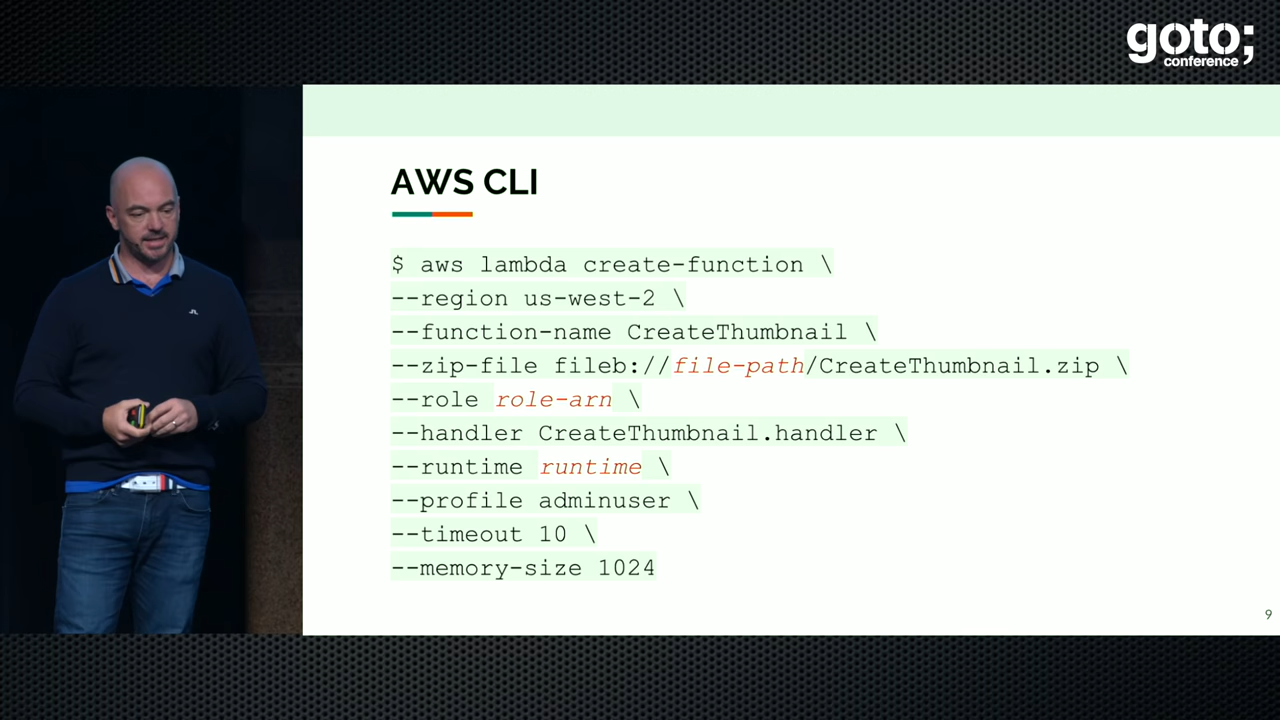 goto;
conference
AWS CLI
$ aws lambda create-function \
--region us-west-2 \
--function-name CreateThumbnail \
--zip-file fileb://file-path/CreateThumbnail.zip \
--role role-arn \
--handler CreateThumbnail.handler \
--runtime runtime \
--profile adminuser \
--timeout 10 \
--memory-size 1024
9